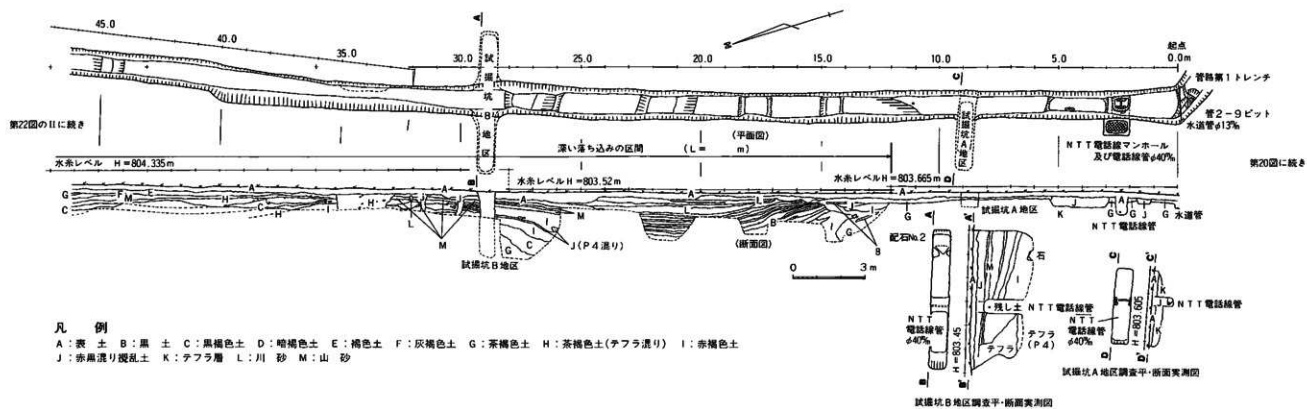 45.0
40.0
35.0
30.0
25.0
20.0
15.0
10.0
5.0
起点
0.0m
A
試掘坑B地区
B
N
C
試掘坑A地区
D
管路第1トレンチ
管2-9ピット
水道管φ13%
第22図のⅡに続き
(平面図)
NTT電話線マンホール
及び電話線管φ40%
第20図に続き
深い落ち込みの区間 (L= m)
水糸レベル H=804.335m
水糸レベルH=803.52m
水糸レベルH=803.665m
A
G
F
M
E
C
H
I
L
M
J(P4混り)
試掘坑B地区
G
C
I
(断面図)
B
試掘坑A地区
K
J
G
A
水道管
NTT電話線管
0 3m
配石No.2
石
残し土
NTT電話線管
NTT
電話線管
φ40%
H=803.45
テフラ
テフラ
(P4)
試掘坑B地区調査平・断面実測図
NTT
電話線管
φ40%
H=803.605
NTT電話線管
試掘坑A地区調査平・断面実測図
凡 例
A:表 土 B:黒 土 C:黒褐色土 D:暗褐色土 E:褐色土 F:灰褐色土 G:茶褐色土 H:茶褐色土(テフラ混り) I:赤褐色土
J:赤黒混り攪乱土 K:テフラ層 L:川 砂 M:山 砂